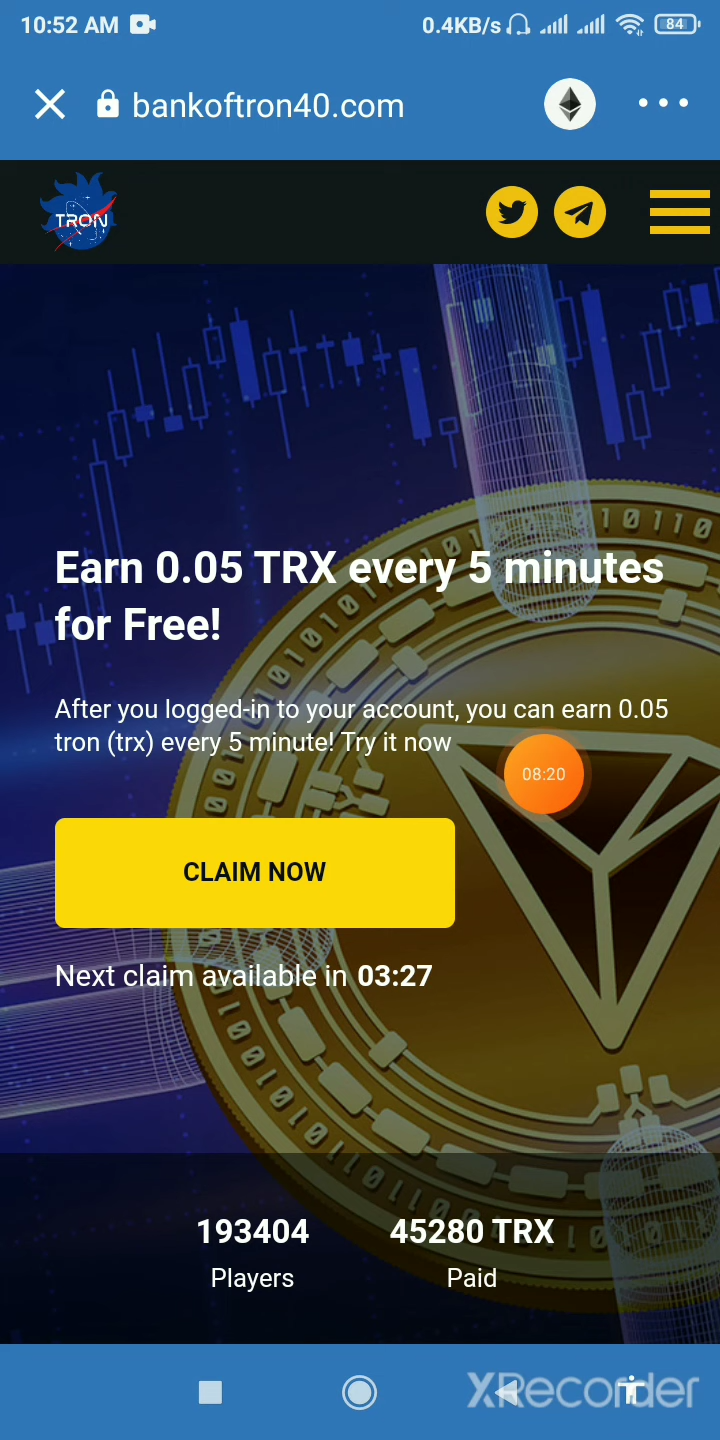 10:52 AM 0.4KB/s 84
bankoftron40.com
TRON
Earn 0.05 TRX every 5 minutes
for Free!
After you logged-in to your account, you can earn 0.05
tron (trx) every 5 minute! Try it now
08:20
CLAIM NOW
Next claim available in 03:27
193404 45280 TRX
Players Paid
XRecorder